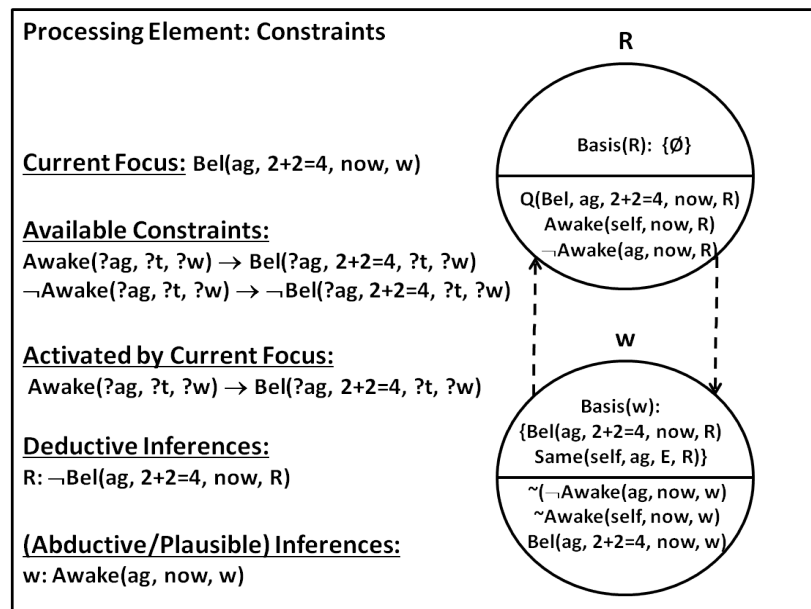 Processing Element: Constraints
Current Focus: Bel(ag, 2+2=4, now, w)
Available Constraints:
Awake(?ag, ?t, ?w) → Bel(?ag, 2+2=4, ?t, ?w)
¬Awake(?ag, ?t, ?w) → ¬Bel(?ag, 2+2=4, ?t, ?w)
Activated by Current Focus:
Awake(?ag, ?t, ?w) → Bel(?ag, 2+2=4, ?t, ?w)
Deductive Inferences:
R: ¬Bel(ag, 2+2=4, now, R)
(Abductive/Plausible) Inferences:
w: Awake(ag, now, w)
R
Basis(R): {Ø}
Q(Bel, ag, 2+2=4, now, R)
Awake(self, now, R)
¬Awake(ag, now, R)
w
Basis(w):
{Bel(ag, 2+2=4, now, R)
Same(self, ag, E, R)}
~(¬Awake(ag, now, w)
~Awake(self, now, w)
Bel(ag, 2+2=4, now, w)